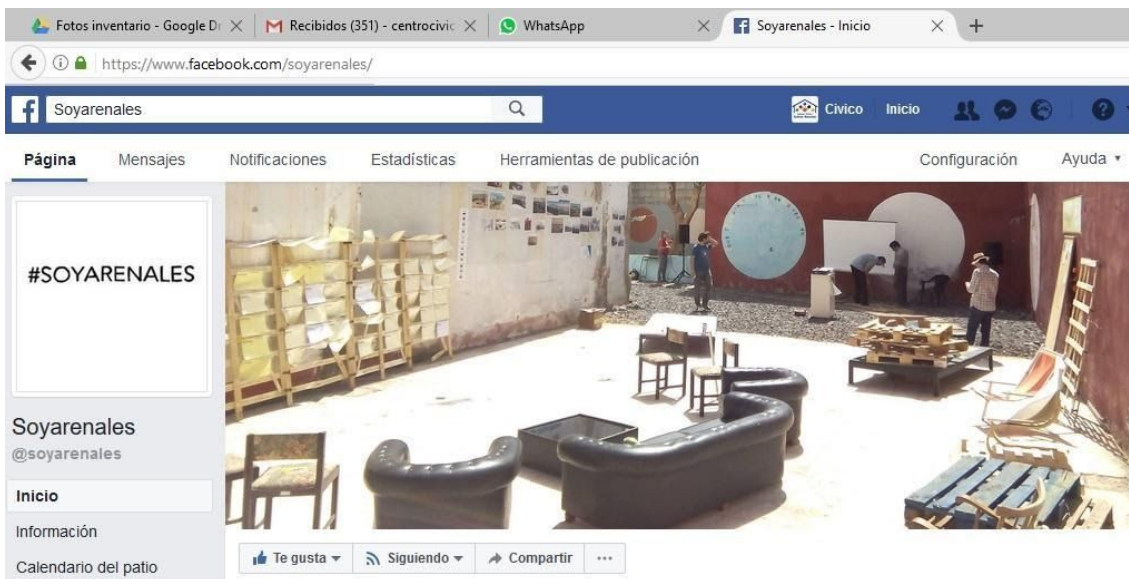 Fotos inventario - Google Dr
Recibidos (351) - centrocivic
WhatsApp
Soyarenales - Inicio
https://www.facebook.com/soyarenales/
Soyarenales
Civico Inicio
Página Mensajes Notificaciones Estadísticas Herramientas de publicación Configuración Ayuda
#SOYARENALES
Soyarenales
@soyarenales
Inicio
Información
Calendario del patio
Te gusta Siguiendo Compartir ...